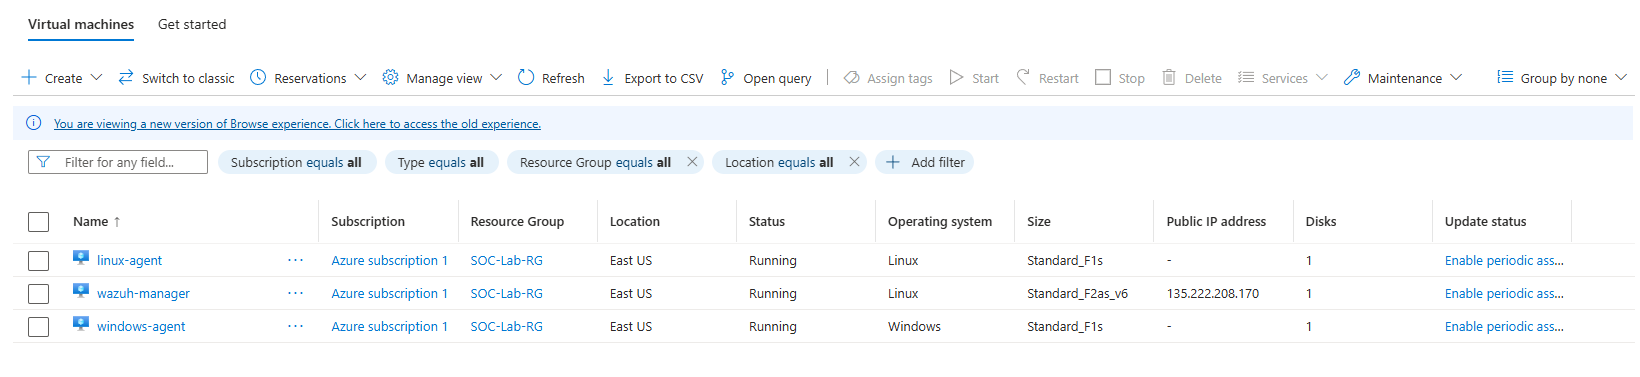 Virtual machines Get started
Create Switch to classic Reservations Manage view Refresh Export to CSV Open query Assign tags Start Restart Stop Delete Services Maintenance Group by none
You are viewing a new version of Browse experience. Click here to access the old experience.
Filter for any field... Subscription equals all Type equals all Resource Group equals all Location equals all Add filter
Name ↑ Subscription Resource Group Location Status Operating system Size Public IP address Disks Update status
linux-agent ··· Azure subscription 1 SOC-Lab-RG East US Running Linux Standard_F1s - 1 Enable periodic ass...
wazuh-manager ··· Azure subscription 1 SOC-Lab-RG East US Running Linux Standard_F2as_v6 135.222.208.170 1 Enable periodic ass...
windows-agent ··· Azure subscription 1 SOC-Lab-RG East US Running Windows Standard_F1s - 1 Enable periodic ass...